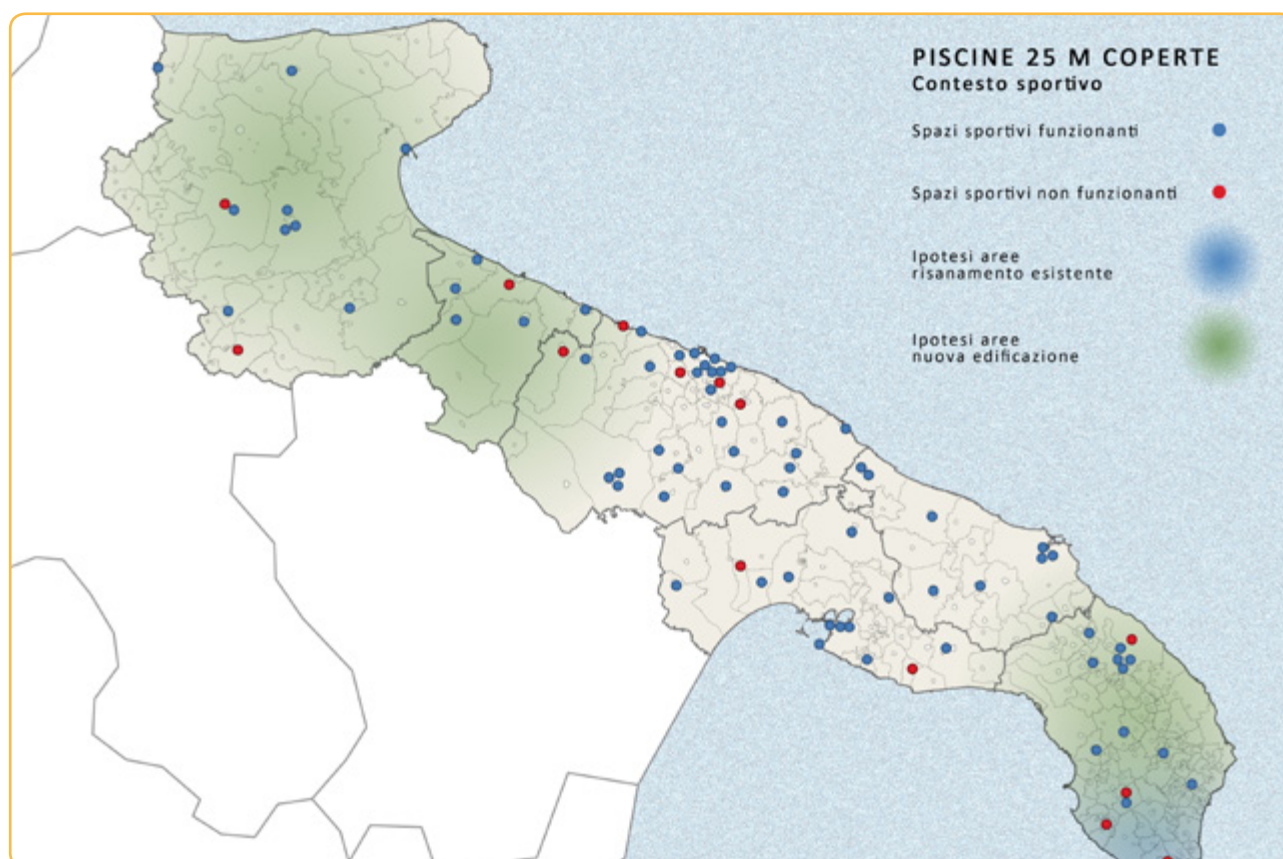 PISCINE 25 M COPERTE
Contesto sportivo
Spazi sportivi funzionanti
Spazi sportivi non funzionanti
Ipotesi aree
risanamento esistente
Ipotesi aree
nuova edificazione